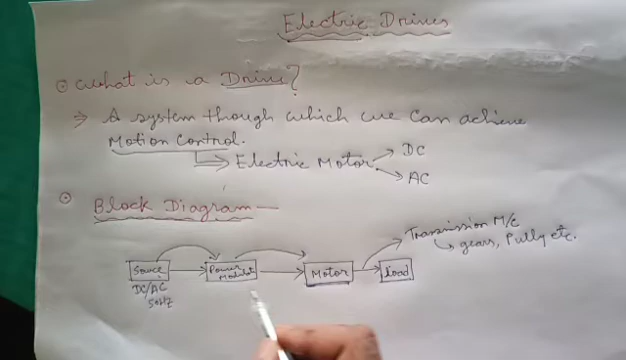 Electric Drives
What is a Drive?
⇒ A system though which we can achieve
Motion Control.
Electric Motor
DC
AC
Block Diagram —
Transmission M/c
gears, Pully etc.
Source
Power
Motor
Load
DC/AC
50Hz